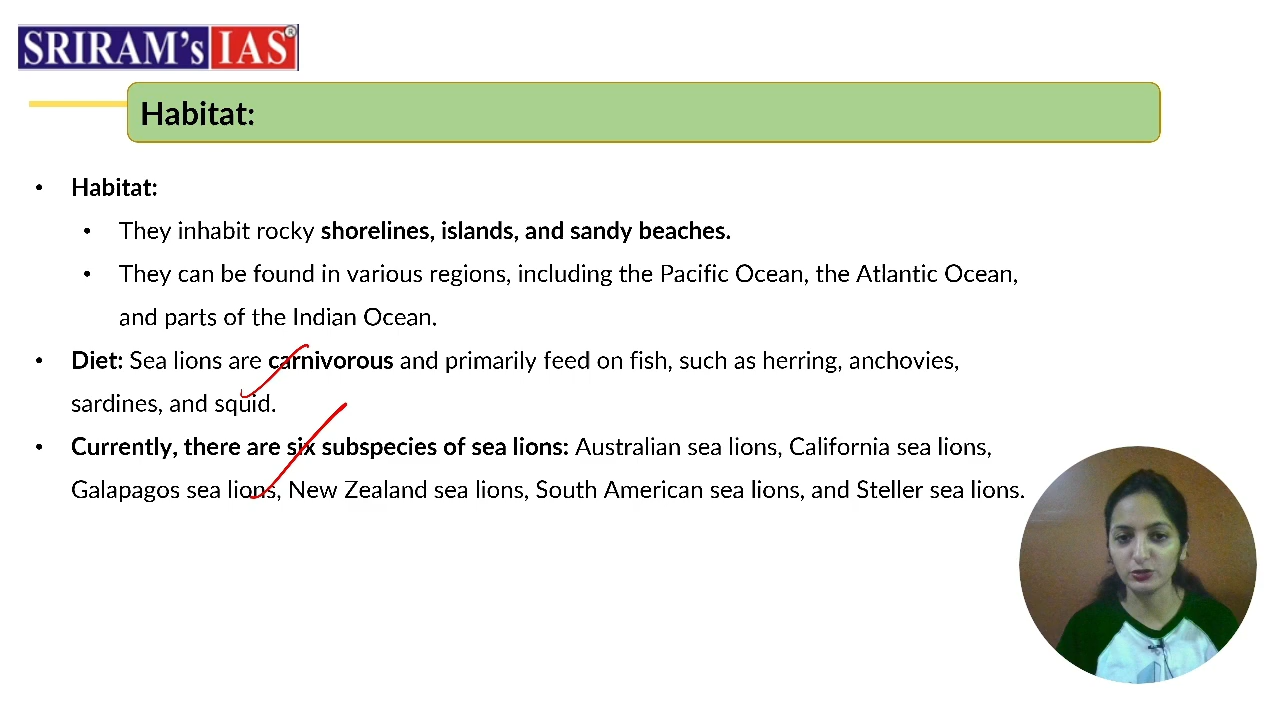 SRIRAM's IAS®
Habitat:
• Habitat:
• They inhabit rocky shorelines, islands, and sandy beaches.
• They can be found in various regions, including the Pacific Ocean, the Atlantic Ocean,
and parts of the Indian Ocean.
• Diet: Sea lions are carnivorous and primarily feed on fish, such as herring, anchovies,
sardines, and squid.
• Currently, there are six subspecies of sea lions: Australian sea lions, California sea lions,
Galapagos sea lions, New Zealand sea lions, South American sea lions, and Steller sea lions.